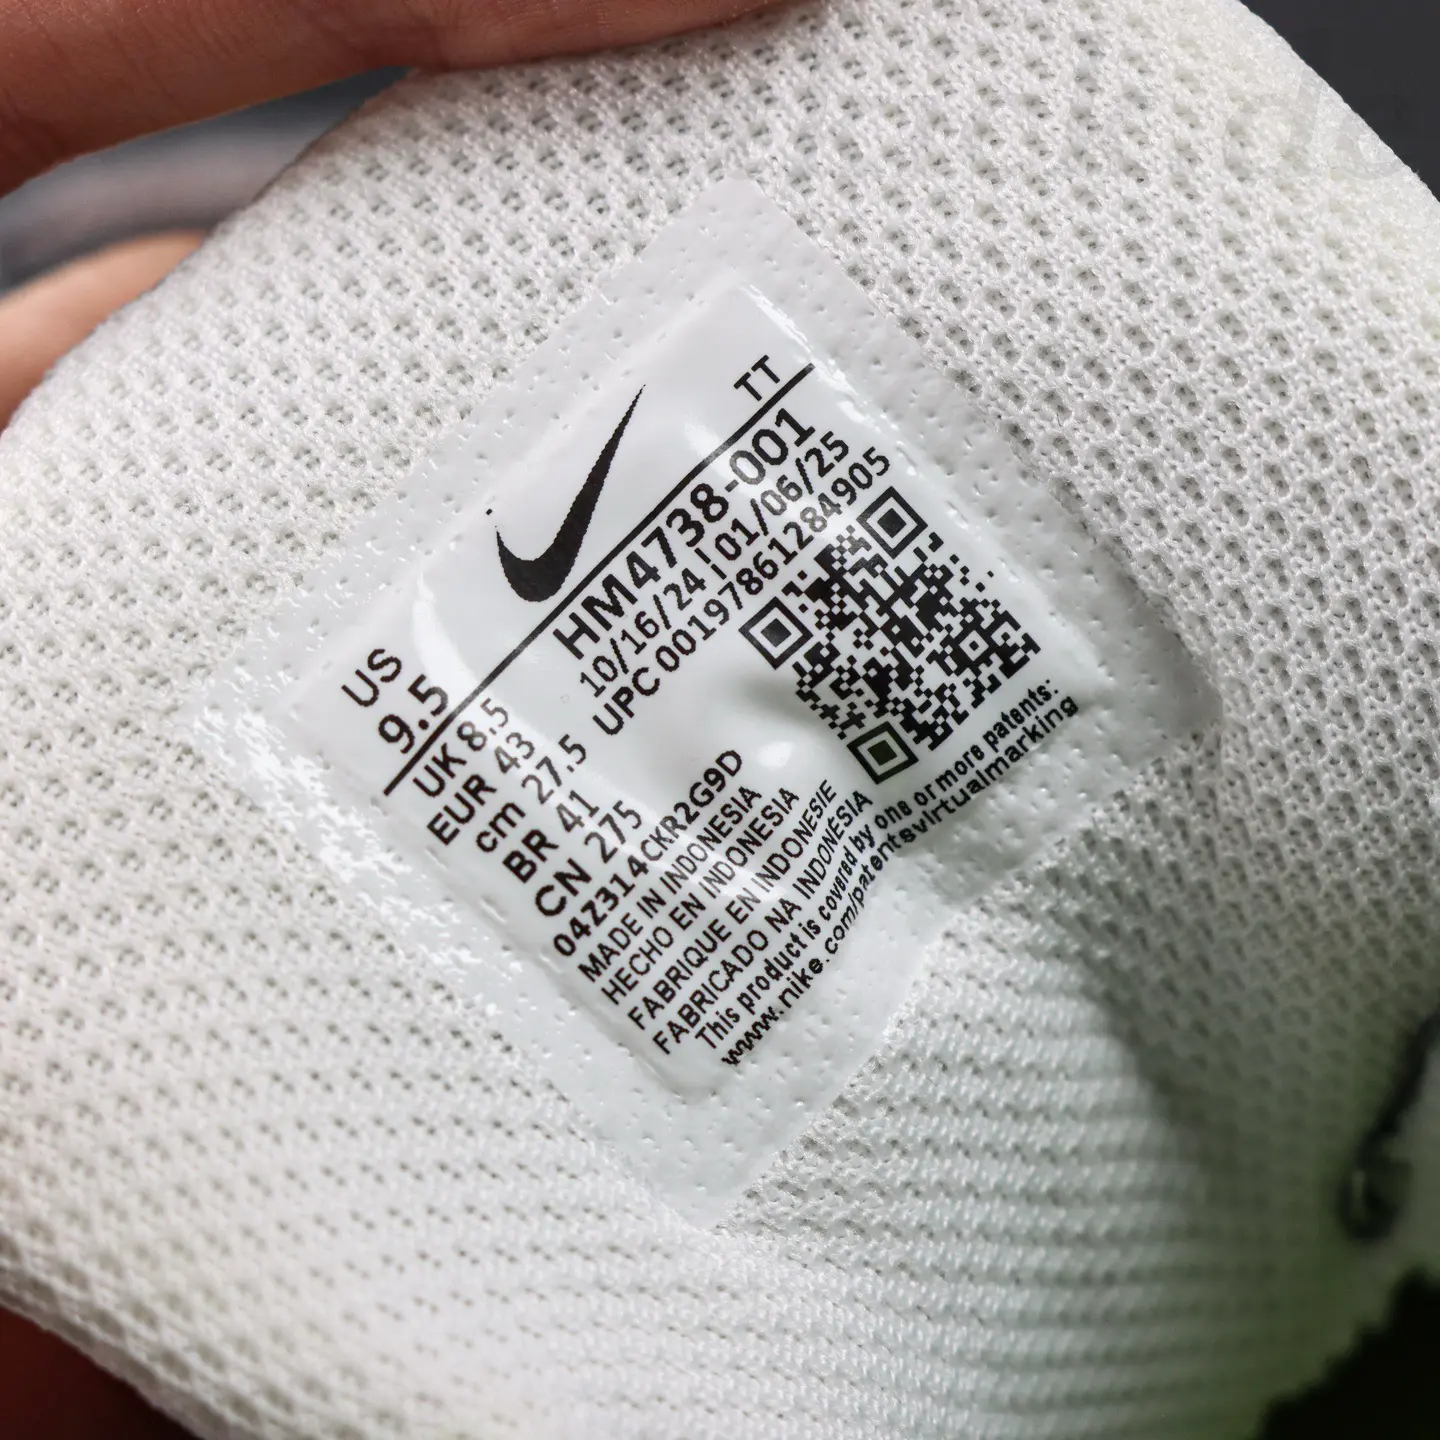 US TT
9.5
HM4738-001
10/16/24 | 01/06/25
UPC 00197861284905
UK 8.5
EUR 43
cm 27.5
BR 41
CN 275
04Z314CKR2G9D
MADE IN INDONESIA
HECHO EN INDONESIA
FABRIQUE EN INDONESIE
FABRICADO NA INDONÉSIA
This product is covered by one or more patents:
www.nike.com/patentsvirtualmarking